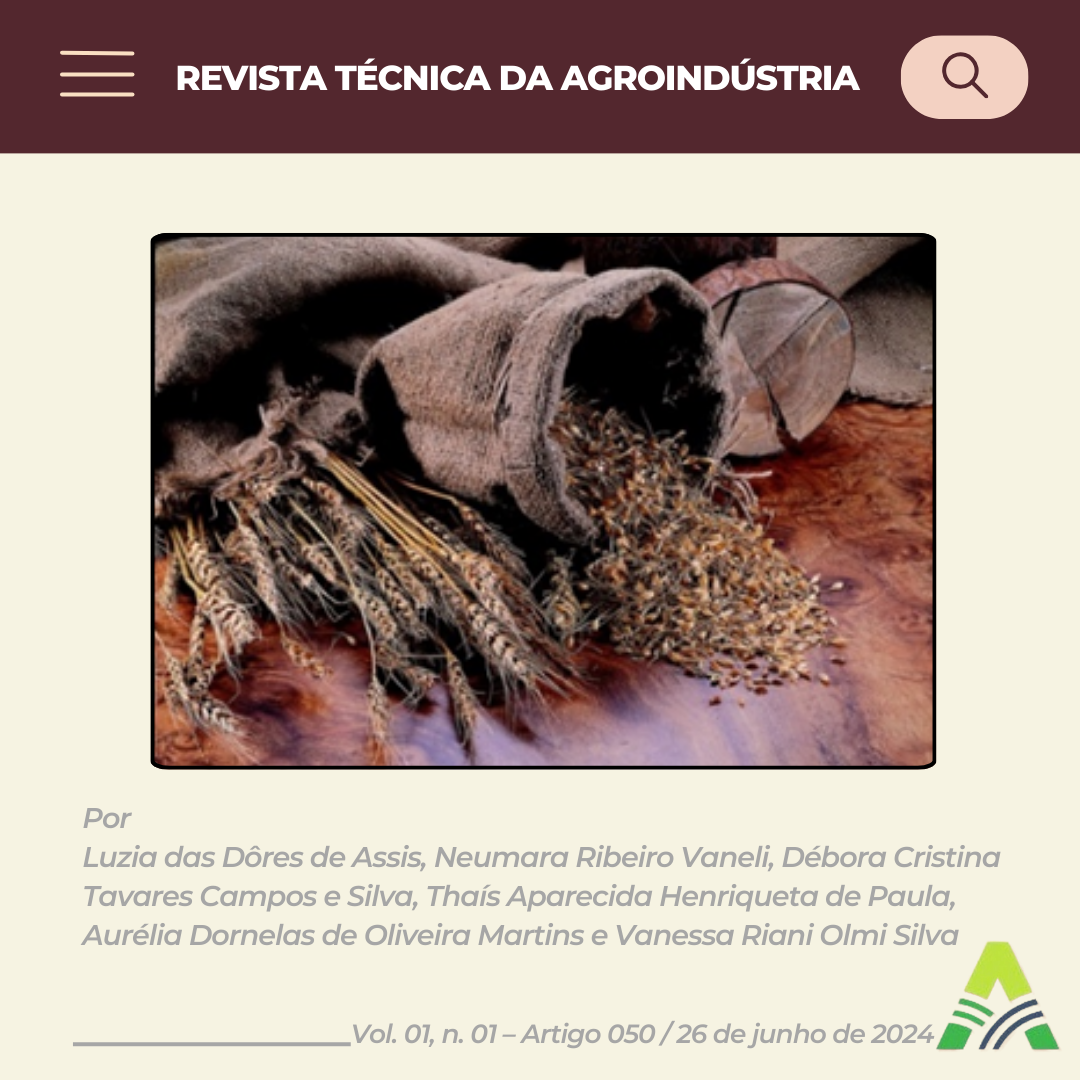 REVISTA TÉCNICA DA AGROINDÚSTRIA
Por
Luzia das Dôres de Assis, Neumara Ribeiro Vaneli, Débora Cristina
Tavares Campos e Silva, Thaís Aparecida Henriqueta de Paula,
Aurélia Dornelas de Oliveira Martins e Vanessa Riani Olmi Silva
Vol. 01, n. 01 – Artigo 050 / 26 de junho de 2024